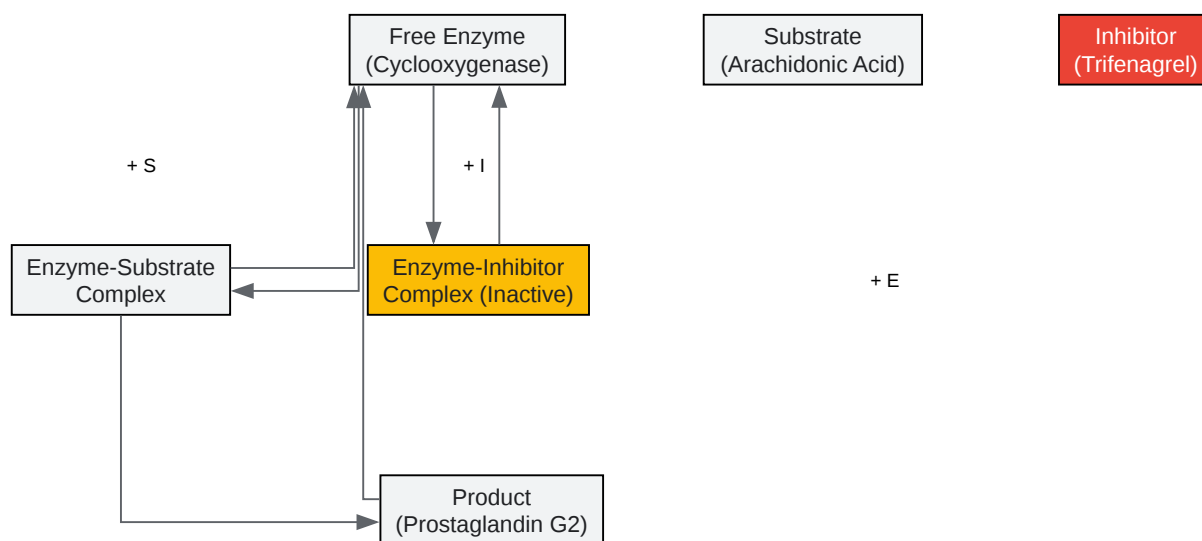 Free Enzyme
(Cyclooxygenase)
Substrate
(Arachidonic Acid)
Inhibitor
(Trifenagrel)
+ S
+ I
Enzyme-Substrate
Complex
Enzyme-Inhibitor
Complex (Inactive)
+ E
Product
(Prostaglandin G2)